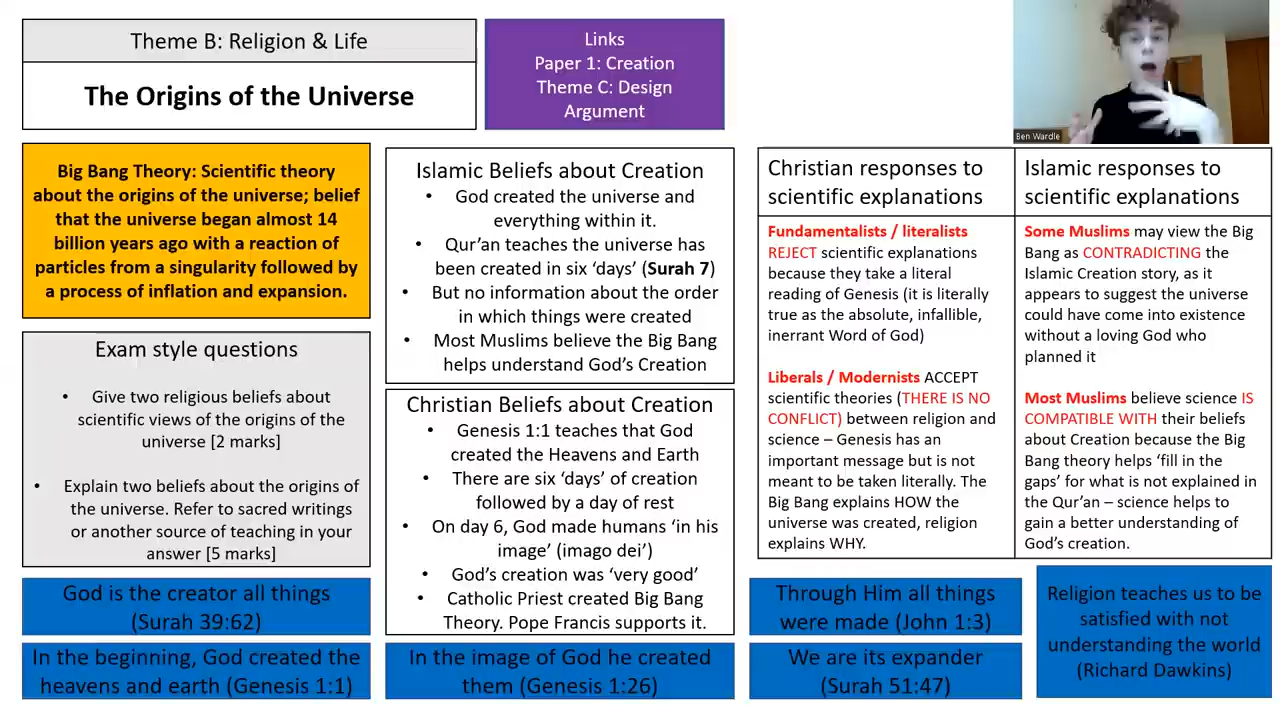 Theme B: Religion & Life
The Origins of the Universe
Links
Paper 1: Creation
Theme C: Design
Argument
Ben Wardle
Big Bang Theory: Scientific theory
about the origins of the universe; belief
that the universe began almost 14
billion years ago with a reaction of
particles from a singularity followed by
a process of inflation and expansion.
Exam style questions
• Give two religious beliefs about
scientific views of the origins of the
universe [2 marks]
• Explain two beliefs about the origins of
the universe. Refer to sacred writings
or another source of teaching in your
answer [5 marks]
Islamic Beliefs about Creation
• God created the universe and
everything within it.
• Qur'an teaches the universe has
been created in six 'days' (Surah 7)
• But no information about the order
in which things were created
• Most Muslims believe the Big Bang
helps understand God's Creation
Christian Beliefs about Creation
• Genesis 1:1 teaches that God
created the Heavens and Earth
• There are six 'days' of creation
followed by a day of rest
• On day 6, God made humans 'in his
image' (imago dei')
• God's creation was 'very good'
• Catholic Priest created Big Bang
Theory. Pope Francis supports it.
Christian responses to
scientific explanations
Fundamentalists / literalists
REJECT scientific explanations
because they take a literal
reading of Genesis (it is literally
true as the absolute, infallible,
inerrant Word of God)
Liberals / Modernists ACCEPT
scientific theories (THERE IS NO
CONFLICT) between religion and
science – Genesis has an
important message but is not
meant to be taken literally. The
Big Bang explains HOW the
universe was created, religion
explains WHY.
Islamic responses to
scientific explanations
Some Muslims may view the Big
Bang as CONTRADICTING the
Islamic Creation story, as it
appears to suggest the universe
could have come into existence
without a loving God who
planned it
Most Muslims believe science IS
COMPATIBLE WITH their beliefs
about Creation because the Big
Bang theory helps 'fill in the
gaps' for what is not explained in
the Qur'an – science helps to
gain a better understanding of
God's creation.
God is the creator all things
(Surah 39:62)
In the beginning, God created the
heavens and earth (Genesis 1:1)
In the image of God he created
them (Genesis 1:26)
Through Him all things
were made (John 1:3)
We are its expander
(Surah 51:47)
Religion teaches us to be
satisfied with not
understanding the world
(Richard Dawkins)